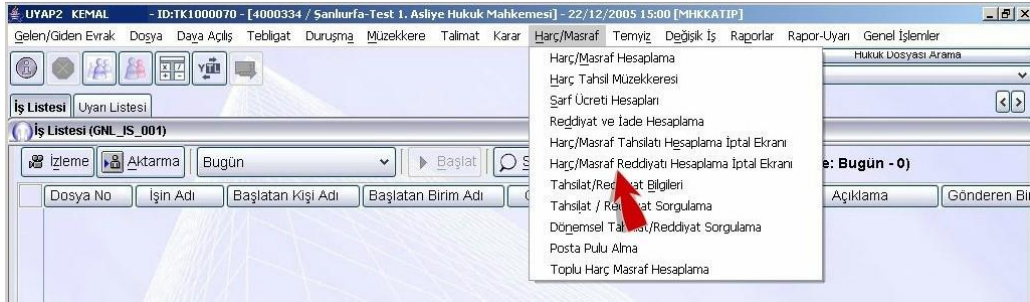 UYAP2 KEMAL - ID:TK1000070 - [4000334 / Şanlıurfa-Test 1. Asliye Hukuk Mahkemesi] - 22/12/2005 15:00 [MHKKATIP]
Gelen/Giden Evrak Dosya Dava Açılış Tebligat Duruşma Müzekkere Talimat Karar Harç/Masraf Temyiz Değişik İş Raporlar Rapor-Uyarı Genel İşlemler
Hukuk Dosyası Arama
Harç/Masraf Hesaplama
Harç Tahsil Müzekkeresi
Sarf Ücreti Hesapları
Reddiyat ve İade Hesaplama
Harç/Masraf Tahsilatı Hesaplama İptal Ekranı
Harç/Masraf Reddiyatı Hesaplama İptal Ekranı
Tahsilat/Reddiyat Bilgileri
Tahsilat / Reddiyat Sorgulama
Dönemsel Tahsilat/Reddiyat Sorgulama
Posta Pulu Alma
Toplu Harç Masraf Hesaplama
İş Listesi Uyarı Listesi
İş Listesi (GNL_IS_001)
İzleme Aktarma Bugün Başlat e: Bugün - 0)
Dosya No İşin Adı Başlatan Kişi Adı Başlatan Birim Adı Açıklama Gönderen Bi